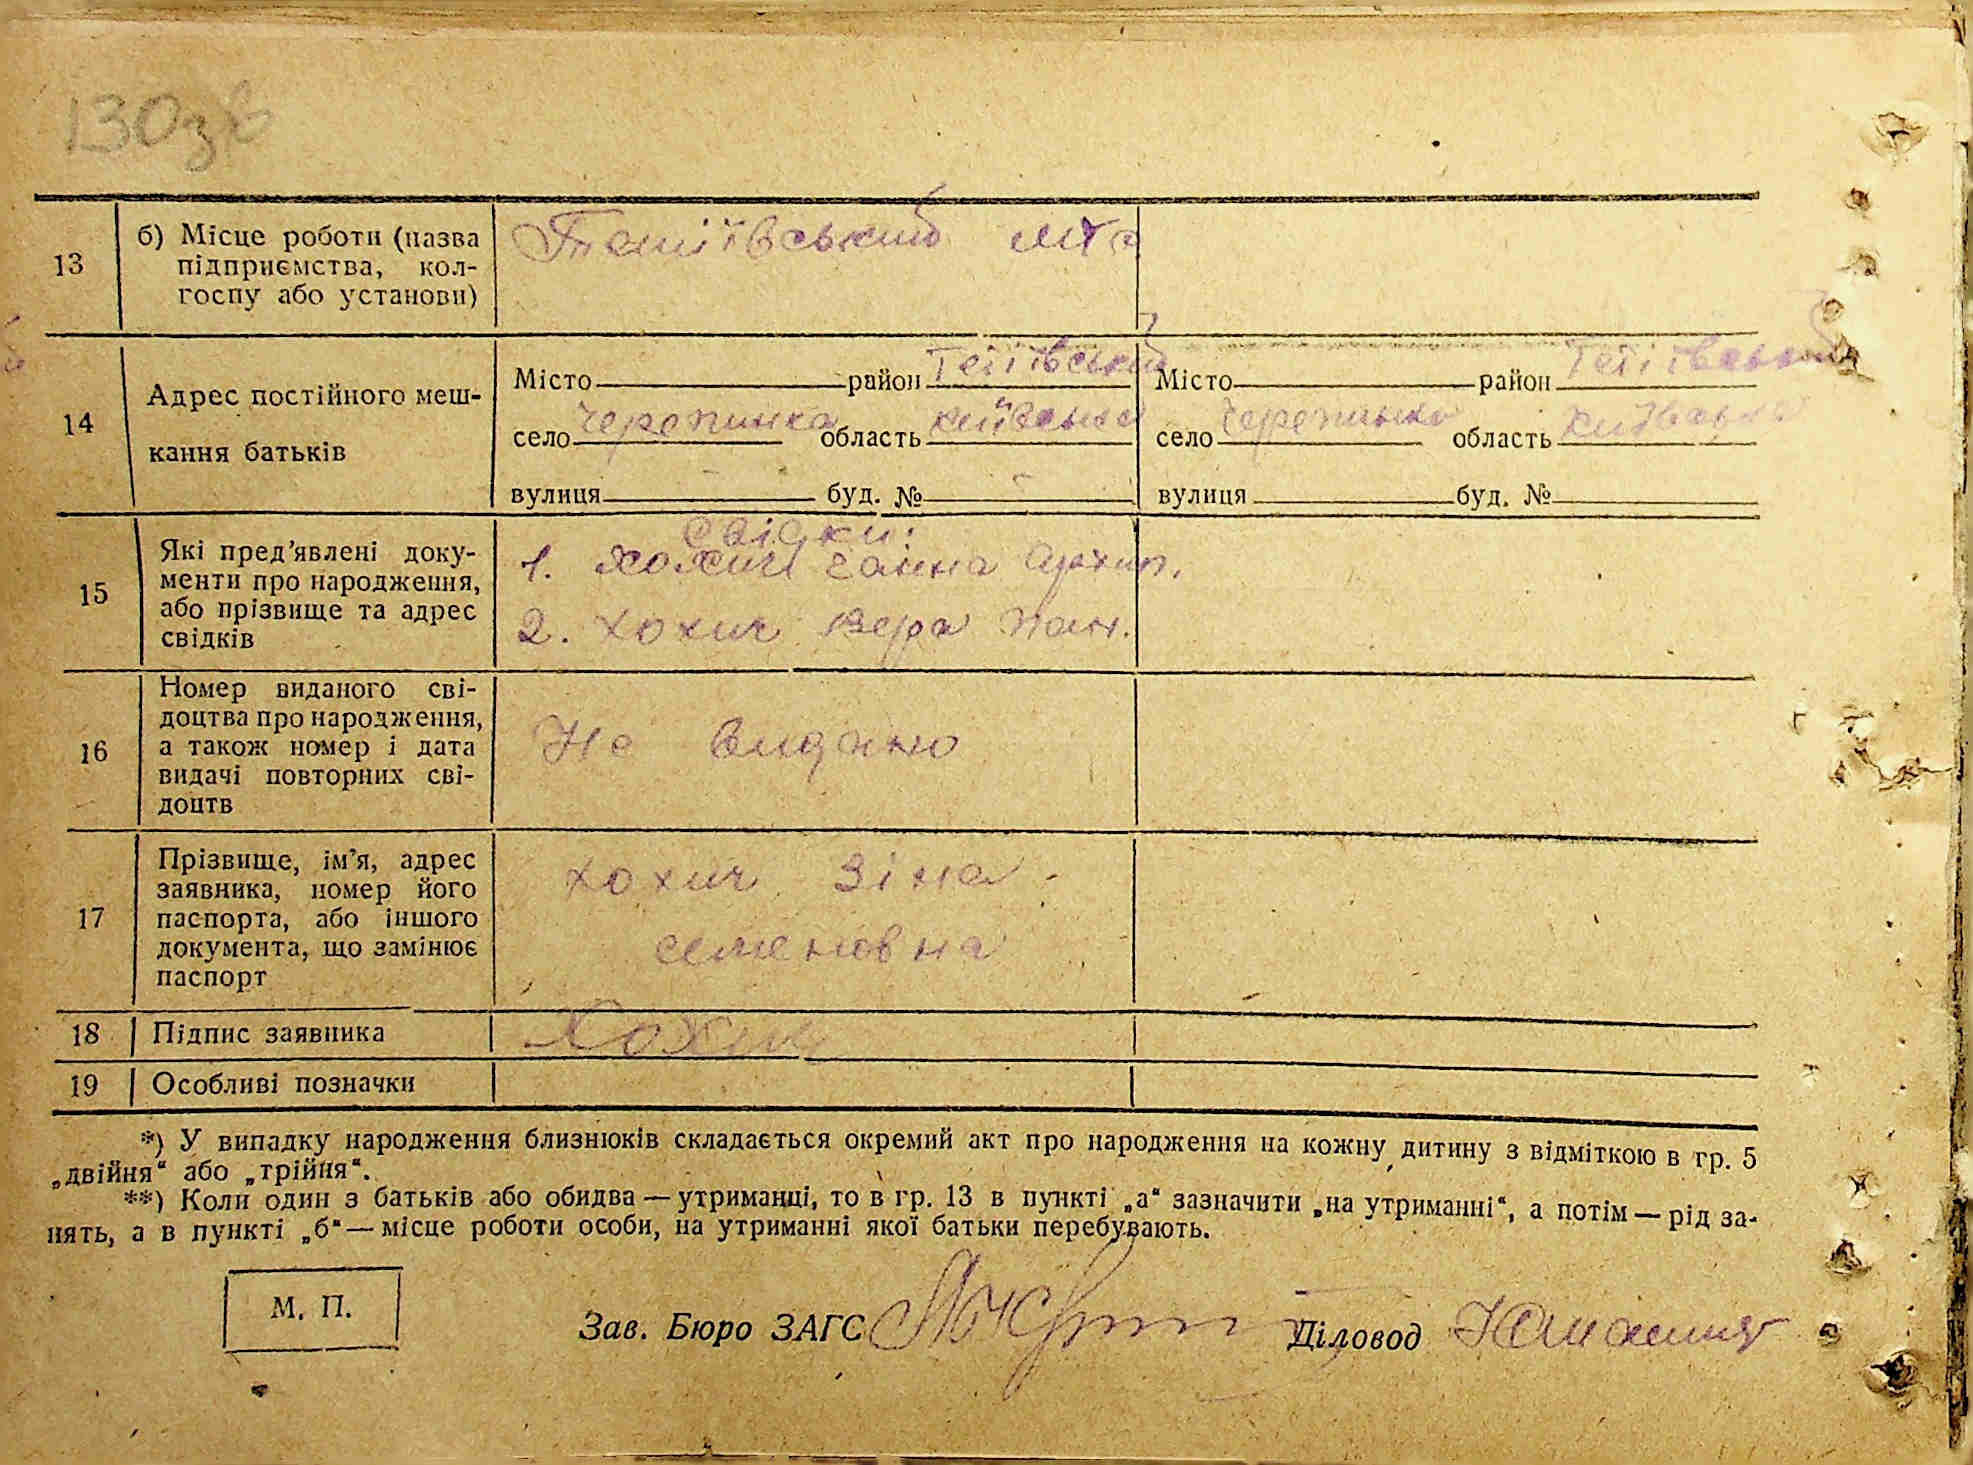 130зв
13
б) Місце роботи (назва
підприємства, кол-
госпу або установи)
МТС
14
Адрес постійного меш-
кання батьків
Місто район Тетіївський
село Черепинка область Київська
вулиця буд. №
Місто район Тетіївський
село Черепинка область Київська
вулиця буд. №
15
Які пред’явлені доку-
менти про народження,
або прізвище та адрес
свідків
Свідки:
1. Хохич Ганна Архип.
2. Хохич Вера Пан.
16
Номер виданого сві-
доцтва про народження,
а також номер і дата
видачі повторних сві-
доцтв
Не видано
17
Прізвище, ім’я, адрес
заявника, номер його
паспорта, або іншого
документа, що замінює
паспорт
Хохич Зіна
Семеновна
18 Підпис заявника Хохич
19 Особливі позначки
*) У випадку народження близнюків складається окремий акт про народження на кожну дитину з відміткою в гр. 5
„двійня“ або „трійня“.
**) Коли один з батьків або обидва — утриманці, то в гр. 13 в пункті „а“ зазначити „на утриманні“, а потім — рід за-
нять, а в пункті „б“ — місце роботи особи, на утриманні якої батьки перебувають.
М. П.
Зав. Бюро ЗАГС
Діловод